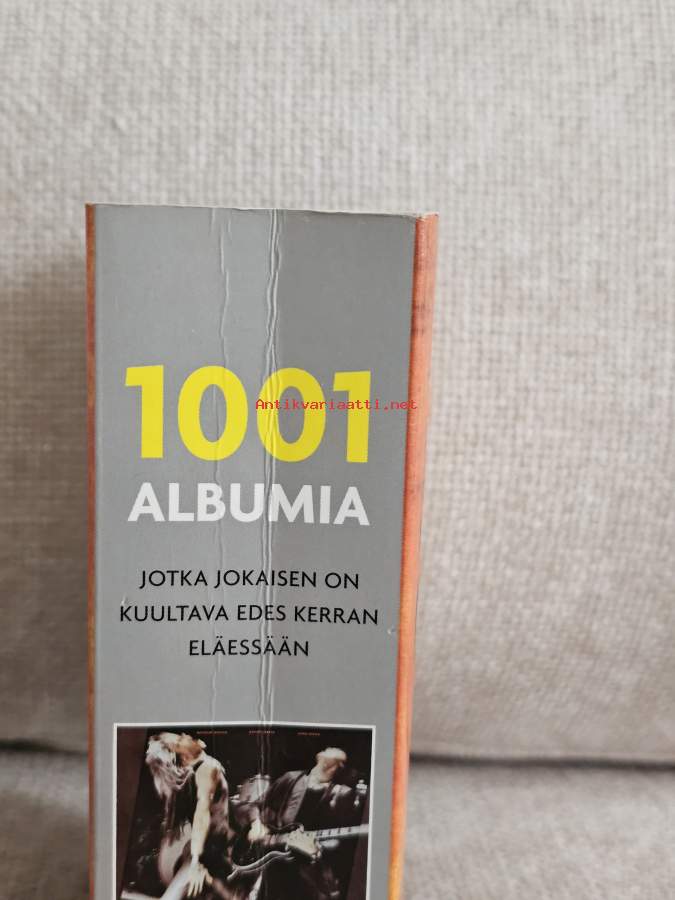 1001
Antikvariaatti.net
ALBUMIA
JOTKA JOKAISEN ON
KUULTAVA EDES KERRAN
ELÄESSÄÄN